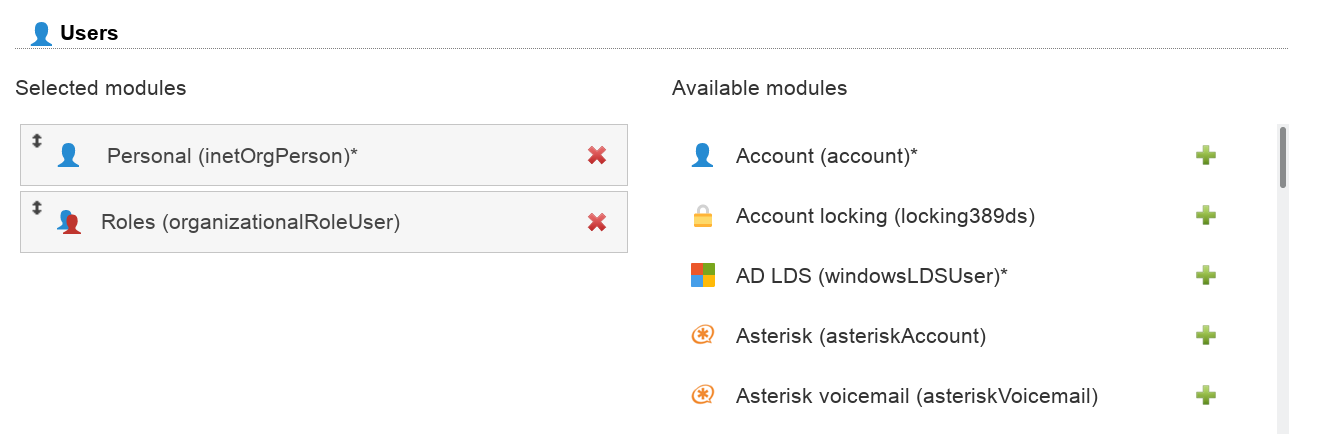 Users
Selected modules
Available modules
Personal (inetOrgPerson)*
Roles (organizationalRoleUser)
Account (account)*
Account locking (locking389ds)
AD LDS (windowsLDSUser)*
Asterisk (asteriskAccount)
Asterisk voicemail (asteriskVoicemail)